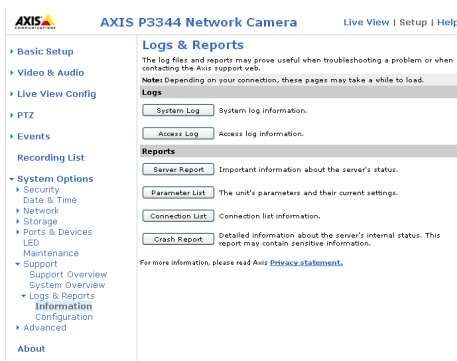 AXIS
COMMUNICATIONS
AXIS P3344 Network Camera
Live View | Setup | Help
Basic Setup
Video & Audio
Live View Config
PTZ
Events
Recording List
System Options
Security
Date & Time
Network
Storage
Ports & Devices
LED
Maintenance
Support
Support Overview
System Overview
Logs & Reports
Information
Configuration
Advanced
About
Logs & Reports
The log files and reports may prove useful when troubleshooting a problem or when
contacting the Axis support web.
Note: Depending on your connection, these pages may take a while to load.
Logs
System Log System log information.
Access Log Access log information.
Reports
Server Report Important information about the server's status.
Parameter List The unit's parameters and their current settings.
Connection List Connection list information.
Crash Report Detailed information about the server's internal status. This
report may contain sensitive information.
For more information, please read Axis Privacy statement.